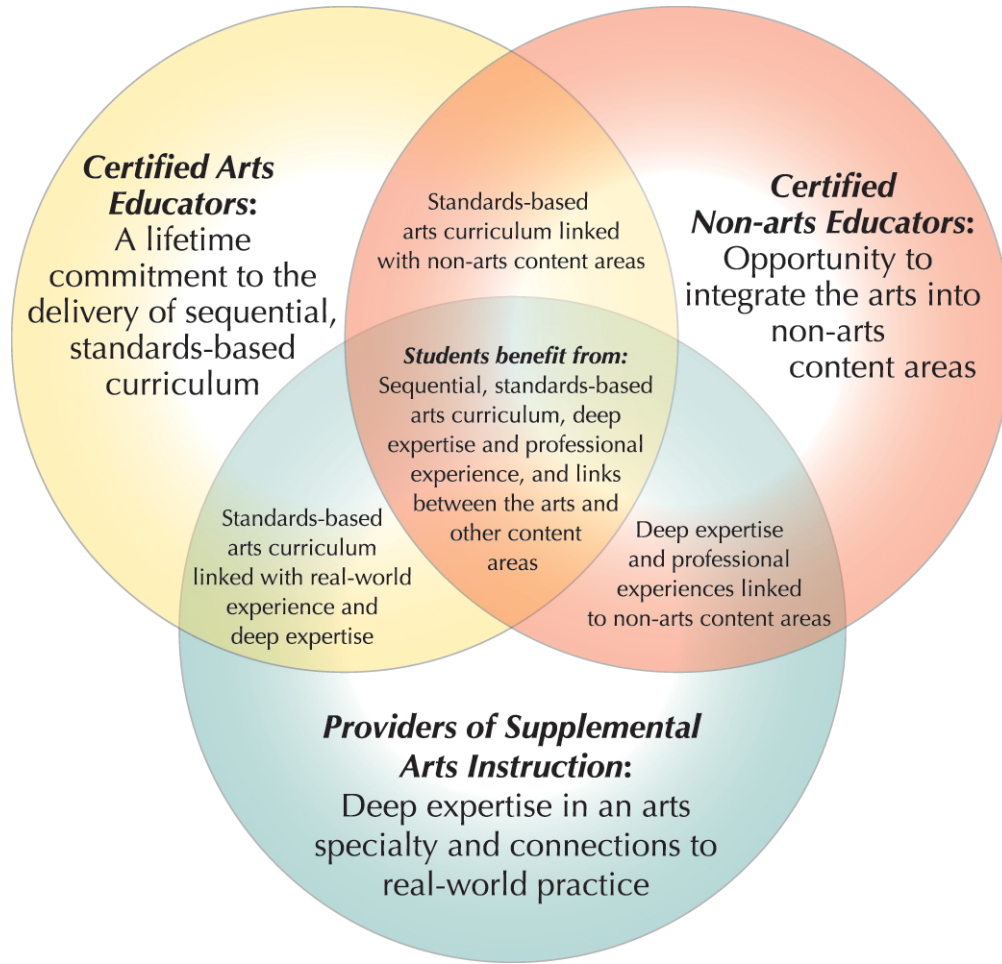 Certified Arts
Educators:
A lifetime
commitment to the
delivery of sequential,
standards-based
curriculum
Standards-based
arts curriculum linked
with non-arts content areas
Certified
Non-arts Educators:
Opportunity to
integrate the arts into
non-arts
content areas
Students benefit from:
Sequential, standards-based
arts curriculum, deep
expertise and professional
experience, and links
between the arts and
other content
areas
Standards-based
arts curriculum
linked with real-world
experience and
deep expertise
Deep expertise
and professional
experiences linked
to non-arts content areas
Providers of Supplemental
Arts Instruction:
Deep expertise in an arts
specialty and connections to
real-world practice